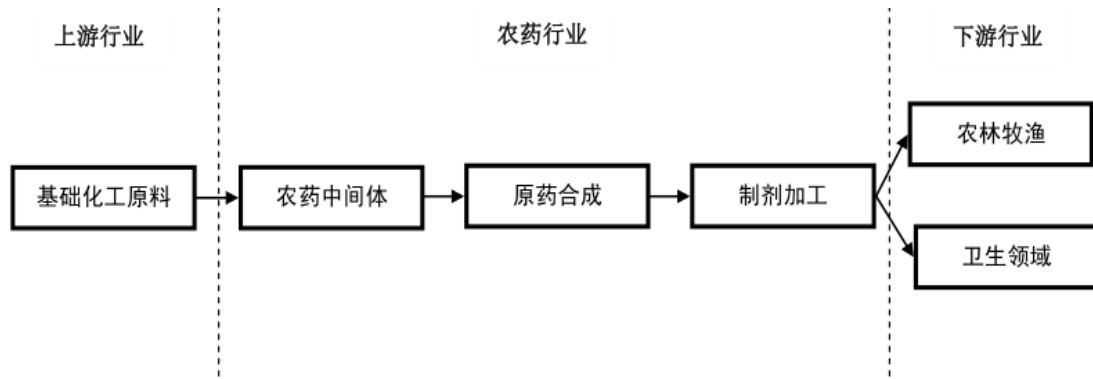 上游行业
农药行业
下游行业
农林牧渔
基础化工原料
农药中间体
原药合成
制剂加工
卫生领域